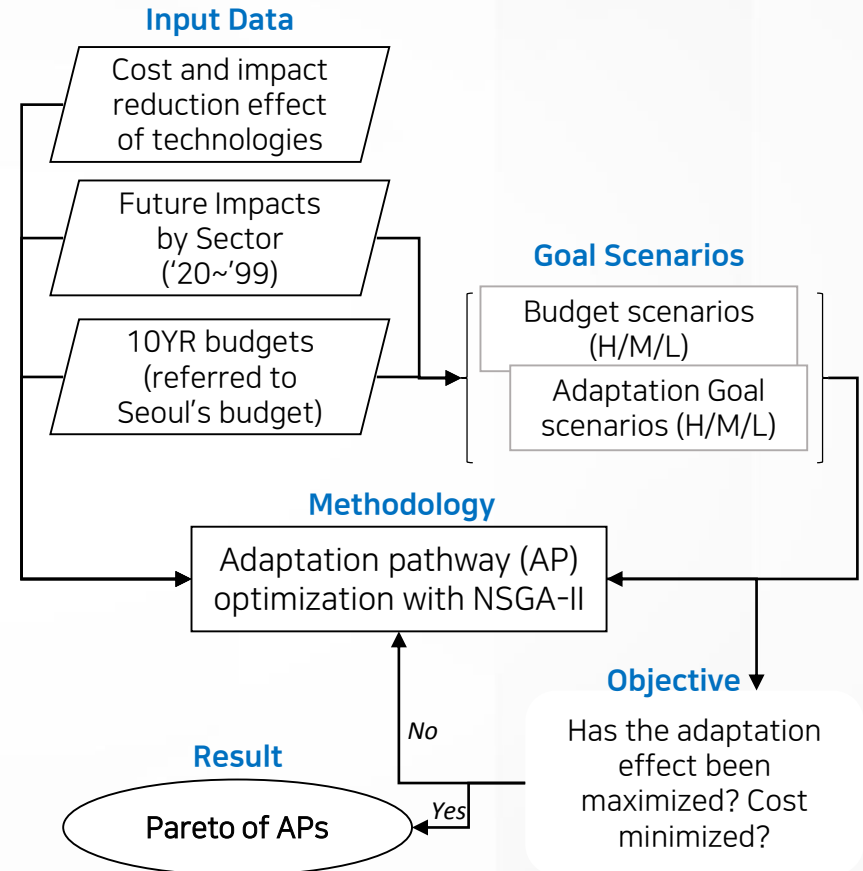 Input Data
Cost and impact
reduction effect
of technologies
Future Impacts
by Sector
(‘20~’99)
10YR budgets
(referred to
Seoul’s budget)
Goal Scenarios
Budget scenarios
(H/M/L)
Adaptation Goal
scenarios (H/M/L)
Methodology
Adaptation pathway (AP)
optimization with NSGA-II
Objective
Has the adaptation
effect been
maximized? Cost
minimized?
No
Yes
Result
Pareto of APs